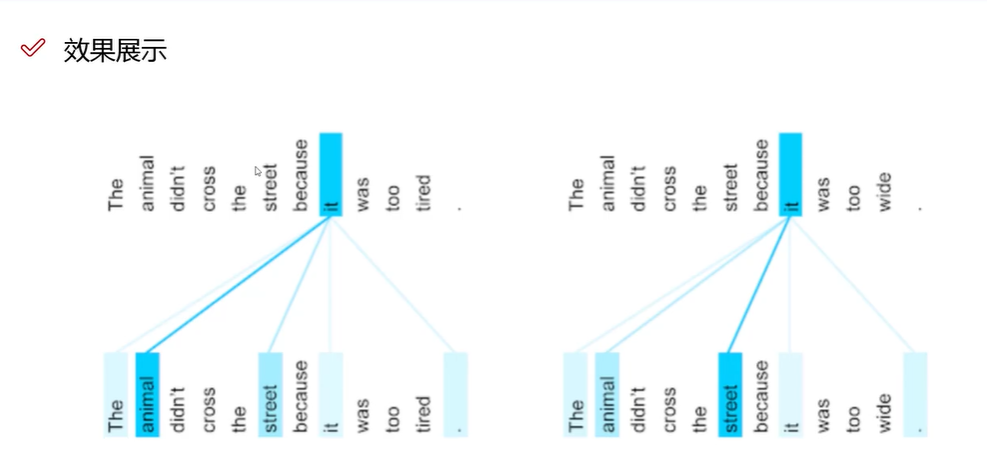 效果展示
The animal didn't cross the street because it was too tired .
The animal didn't cross the street because it was too wide .
The animal didn't cross the street because it was too tired .
The animal didn't cross the street because it was too wide .